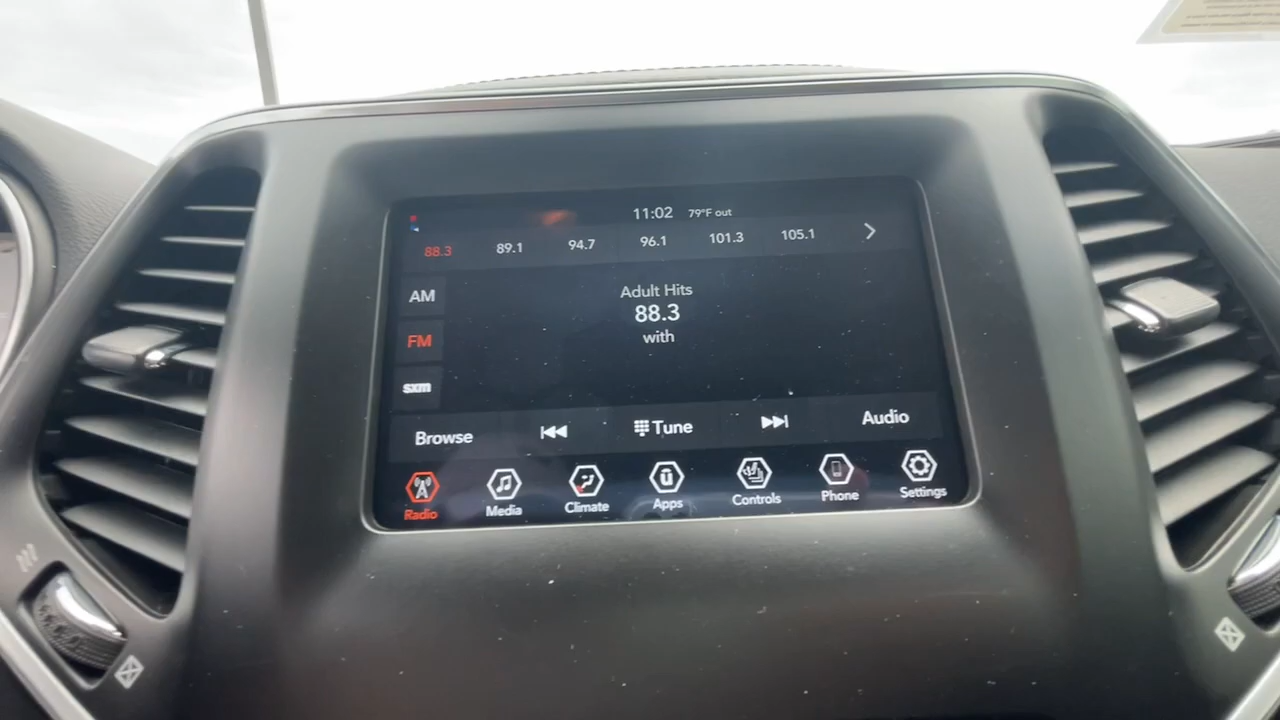 11:02 79°F out
88.3 89.1 94.7 96.1 101.3 105.1
AM
FM
sxm
Adult Hits
88.3
with
Browse Tune Audio
Radio Media Climate Apps Controls Phone Settings